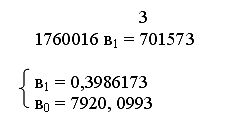 3
1760016 в₁ = 701573
в₁ = 0,3986173
в₀ = 7920, 0993